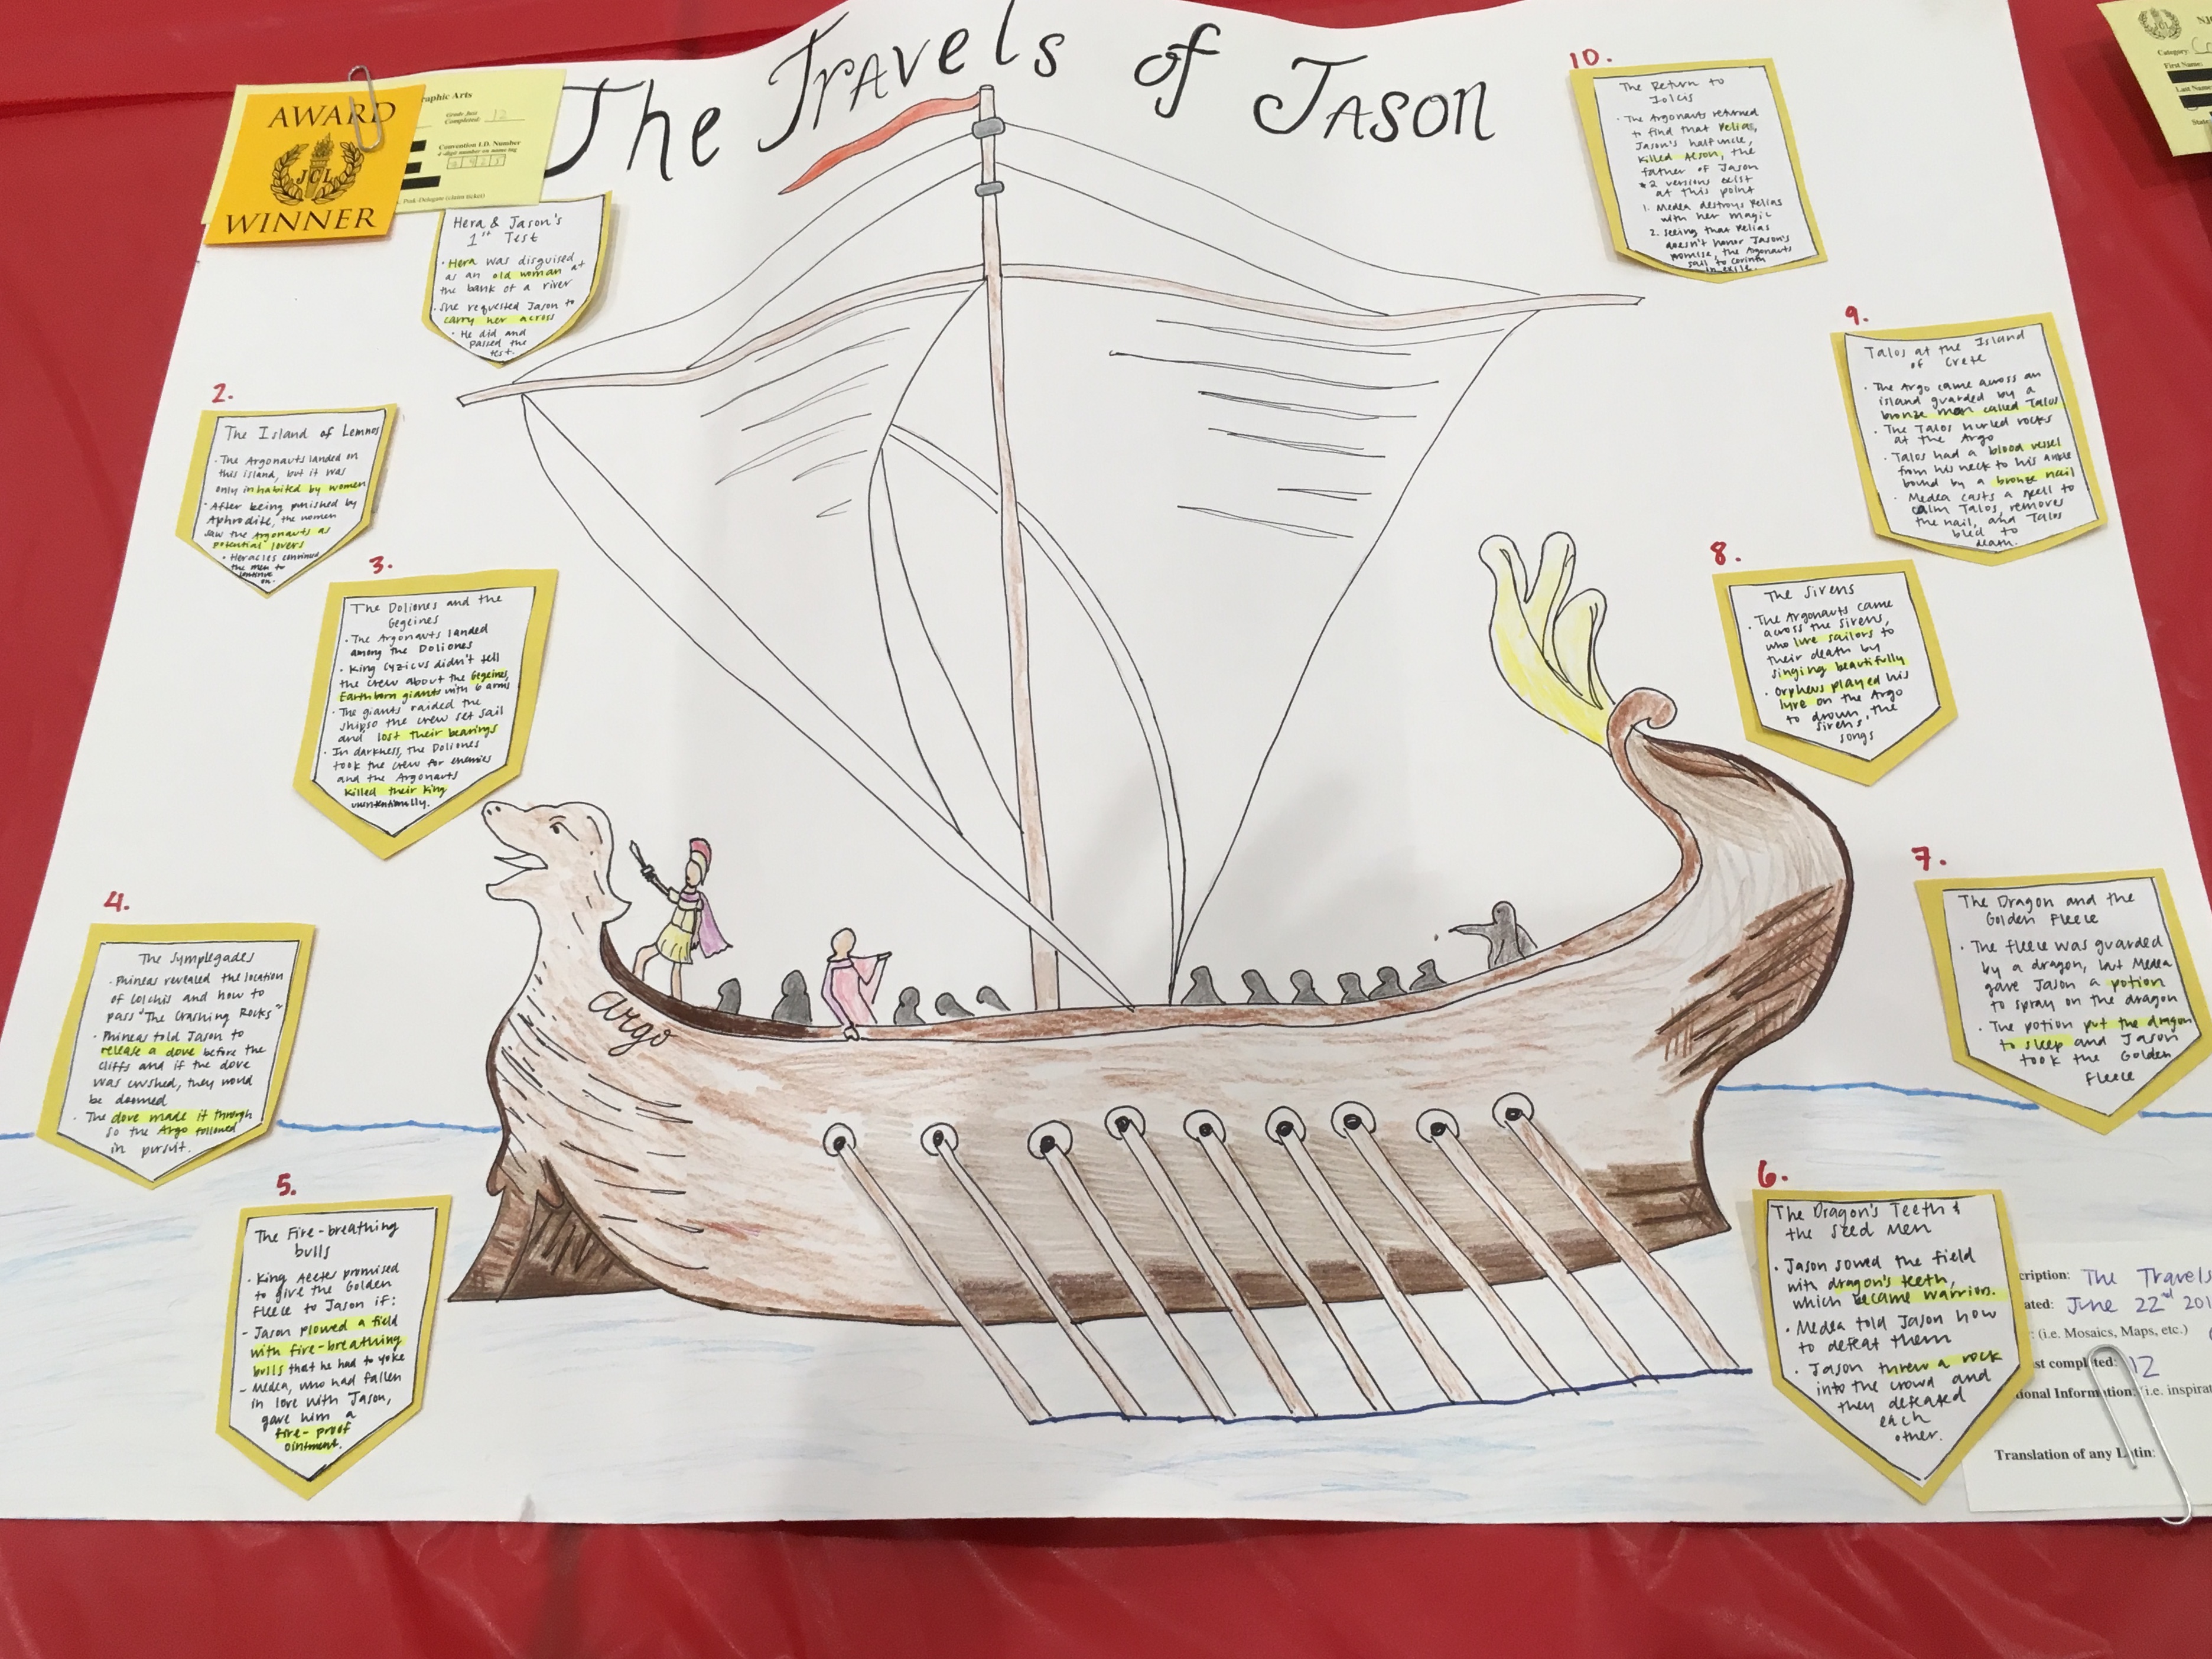 The Travels of Jason
AWARD
JCL
WINNER
raphic Arts
Grade Just
Completed: 12
Convention I.D. Number
4-digit number on name tag
Hera & Jason's
1st Test
· Hera was disguised
as an old woman at
the bank of a river
· She requested Jason to
carry her across
· He did and
passed the
test.
2.
The Island of Lemnos
· The Argonauts landed on
this island, but it was
only inhabited by women
· After being punished by
Aphrodite, the women
saw the Argonauts as
potential lovers
· Heracles convinced
the men to
continue
on.
3.
The Doliones and the
Gegeines
· The Argonauts landed
among the Doliones
· King Cyzicus didn't tell
the crew about the Gegeines,
Earthborn giants with 6 arms
· The giants raided the
ship so the crew set sail
and lost their bearings
· In darkness, the Doliones
took the crew for enemies
and the Argonauts
killed their king
unintentionally.
4.
The Symplegades
· Phineas revealed the location
of Colchis and how to
pass "The Crashing Rocks"
· Phineas told Jason to
release a dove before the
cliffs and if the dove
was crushed, they would
be doomed
· The dove made it through
so the Argo followed
in pursuit.
5.
The Fire-breathing
bulls
· King Aeetes promised
to give the Golden
Fleece to Jason if:
- Jason plowed a field
with fire-breathing
bulls that he had to yoke
- Medea, who had fallen
in love with Jason,
gave him a
fire-proof
ointment.
Argo
6.
The Dragon's Teeth &
the Seed Men
· Jason sowed the field
with dragon's teeth,
which became warriors.
· Medea told Jason how
to defeat them
· Jason threw a rock
into the crowd and
they defeated
each
other.
7.
The Dragon and the
Golden Fleece
· The fleece was guarded
by a dragon, but Medea
gave Jason a potion
to spray on the dragon
· The potion put the dragon
to sleep and Jason
took the Golden
Fleece
8.
The Sirens
· The Argonauts came
across the Sirens,
who lure sailors to
their death by
singing beautifully
· Orpheus played his
lyre on the Argo
to drown the
sirens'
songs
9.
Talos at the Island
of Crete
· The Argo came across an
island guarded by a
bronze man called Talos
· The Talos hurled rocks
at the Argo
· Talos had a blood vessel
from his neck to his ankle
bound by a bronze nail
· Medea casts a spell to
calm Talos, removes
the nail, and Talos
bled to
death.
10.
The Return to
Iolcis
· The Argonauts returned
to find that Pelias,
Jason's half uncle,
killed Aeson, the
father of Jason
*2 versions exist
at this point
1. Medea destroys Pelias
with her magic
2. seeing that Pelias
doesn't honor Jason's
promise, the Argonauts
sail to Corinth
in exile.
cription: The Travels
ated: June 22nd 201
(i.e. Mosaics, Maps, etc.)
st completed: 12
ional Information: (i.e. inspirat
Translation of any Latin:
Category:
First Name:
Last Name:
State: